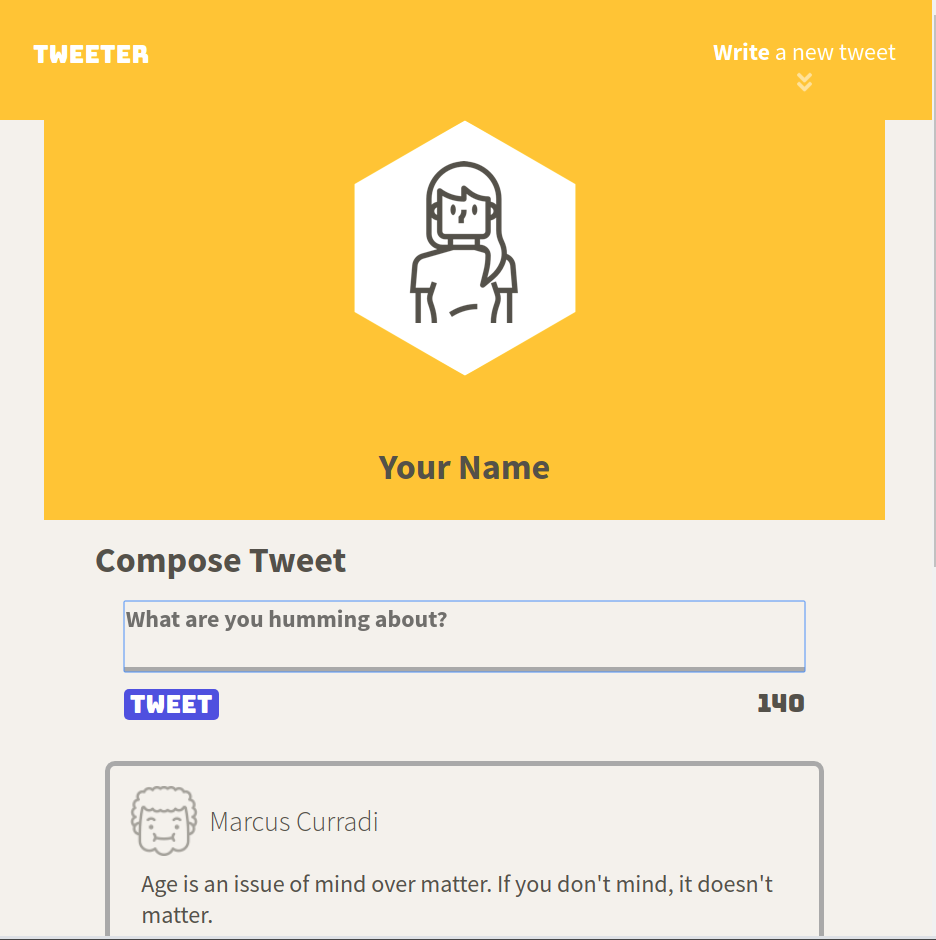 TWEETER
Write a new tweet
Your Name
Compose Tweet
What are you humming about?
TWEET
140
Marcus Curradi
Age is an issue of mind over matter. If you don't mind, it doesn't
matter.